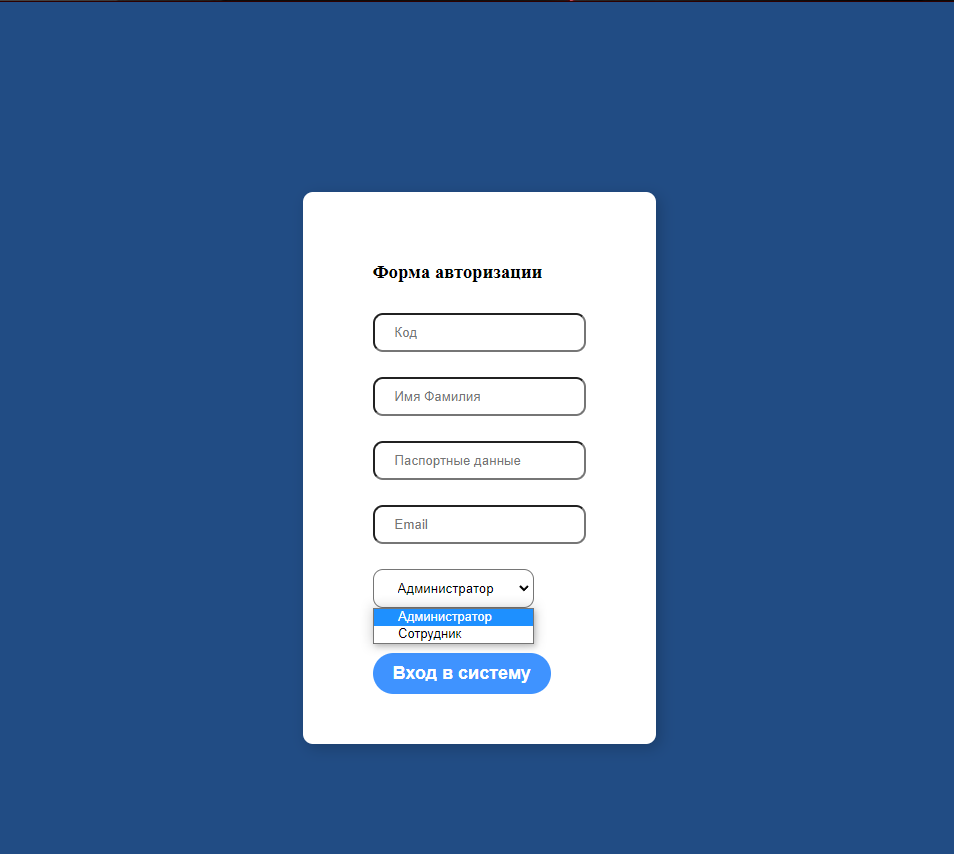 Форма авторизации
Код
Имя Фамилия
Паспортные данные
Email
Администратор
Администратор
Сотрудник
Вход в систему